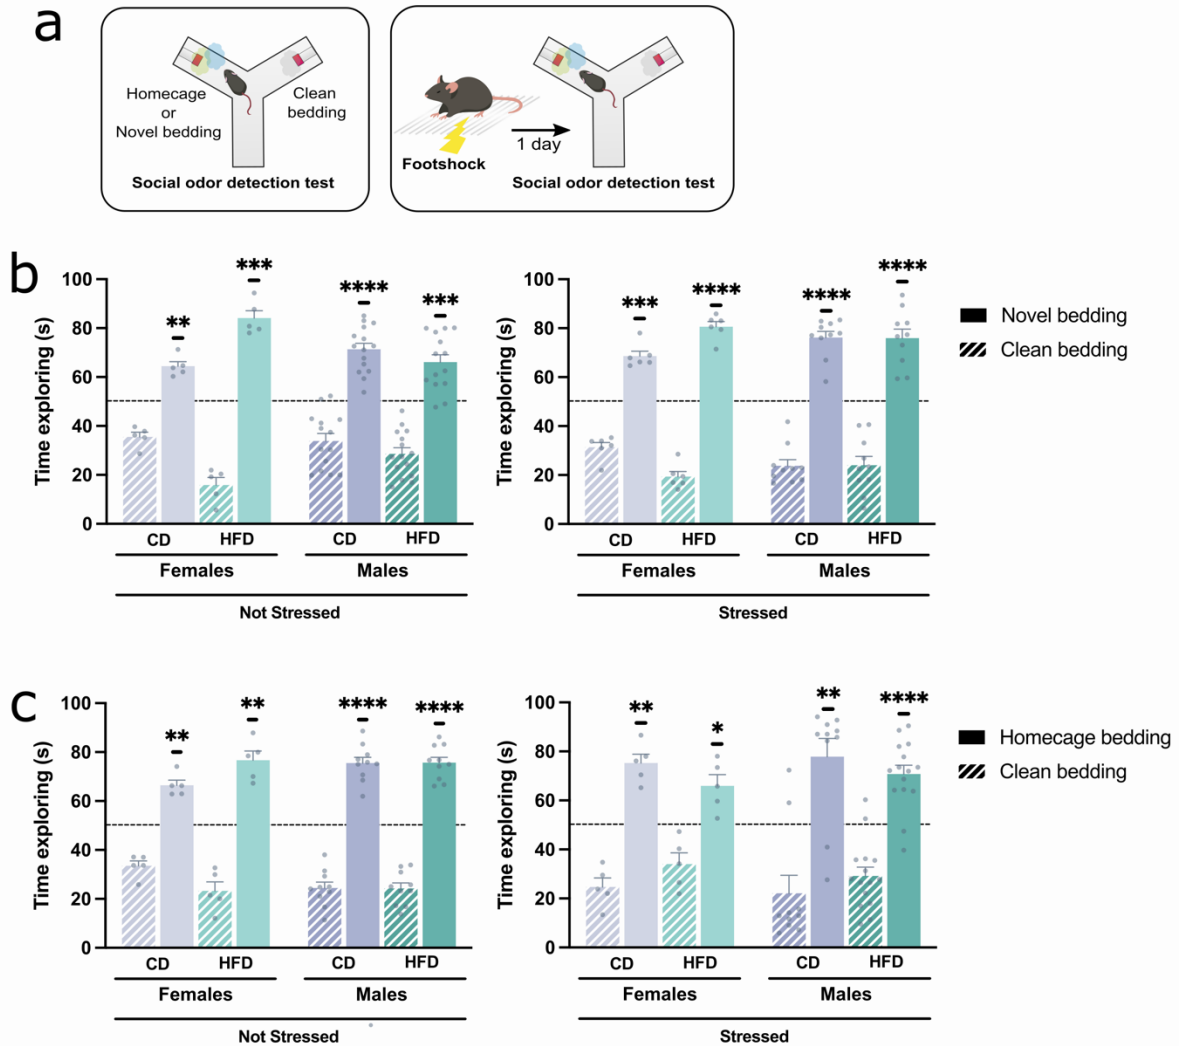 a
Homecage
or
Novel bedding
Clean
bedding
Social odor detection test
Footshock
1 day
Social odor detection test
b
Time exploring (s)
100
80
60
40
20
0
**
***
****
***
CD
HFD
CD
HFD
Females
Males
Not Stressed
Time exploring (s)
100
80
60
40
20
0
***
****
****
****
CD
HFD
CD
HFD
Females
Males
Stressed
Novel bedding
Clean bedding
c
Time exploring (s)
100
80
60
40
20
0
**
**
****
****
CD
HFD
CD
HFD
Females
Males
Not Stressed
Time exploring (s)
100
80
60
40
20
0
**
*
**
****
CD
HFD
CD
HFD
Females
Males
Stressed
Homecage bedding
Clean bedding